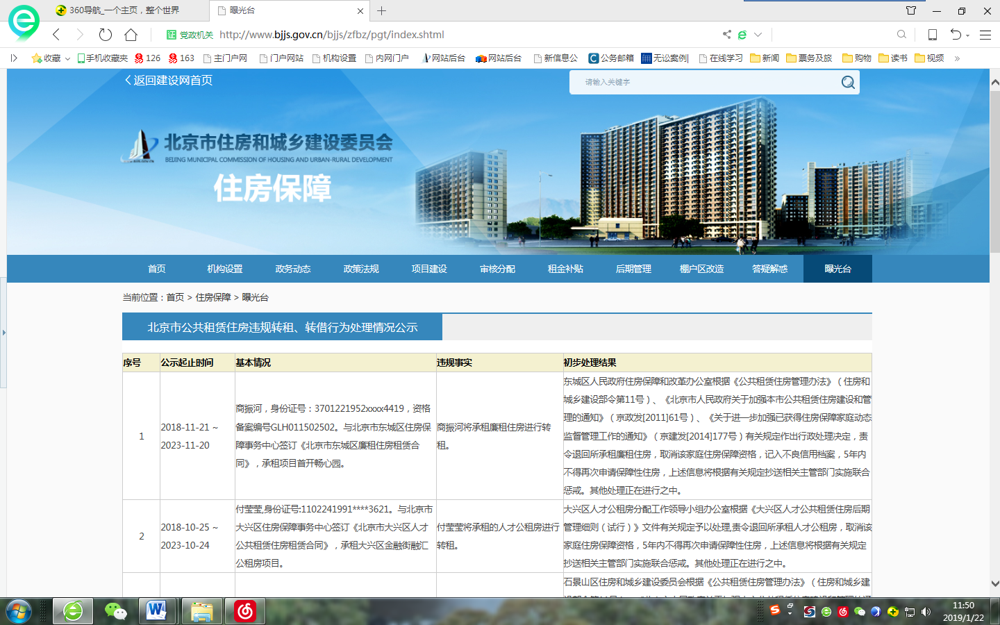 360导航_一个主页，整个世界
曝光台
证 党政机关 http://www.bjjs.gov.cn/bjjs/zfbz/pgt/index.shtml
收藏 手机收藏夹 126 163 主门户网 门户网站 机构设置 内网门户 网站后台 网站后台 新信息公 公务邮箱 无讼案例| 在线学习 新闻 票务及旅 购物 读书 视频 »
返回建设网首页
请输入关键字
北京市住房和城乡建设委员会
BEIJING MUNICIPAL COMMISSION OF HOUSING AND URBAN-RURAL DEVELOPMENT
住房保障
首页 机构设置 政务动态 政策法规 项目建设 审核分配 租金补贴 后期管理 棚户区改造 答疑解惑 曝光台
当前位置：首页 > 住房保障 > 曝光台
北京市公共租赁住房违规转租、转借行为处理情况公示
序号 公示起止时间 基本情况 违规事实 初步处理结果
1
2018-11-21 ~
2023-11-20
商振河，身份证号：3701221952xxxx4419，资格
备案编号GLH011502502。与北京市东城区住房保
障事务中心签订《北京市东城区廉租住房租赁合
同》，承租项目首开畅心园。
商振河将承租廉租住房进行转
租。
东城区人民政府住房保障和改革办公室根据《公共租赁住房管理办法》（住房和
城乡建设部令第11号）、《北京市人民政府关于加强本市公共租赁住房建设和管
理的通知》（京政发[2011]61号）、《关于进一步加强已获得住房保障家庭动态
监督管理工作的通知》（京建发[2014]177号）有关规定作出行政处理决定，责
令退回所承租廉租住房，取消该家庭住房保障资格，记入不良信用档案，5年内
不得再次申请保障性住房，上述信息将根据有关规定抄送相关主管部门实施联合
惩戒。其他处理正在进行之中。
2
2018-10-25 ~
2023-10-24
付莹莹,身份证号:1102241991****3621。与北京市
大兴区住房保障事务中心签订《北京市大兴区人才
公共租赁住房租赁合同》，承租大兴区金融街融汇
公租房项目。
付莹莹将承租的人才公租房进行
转租。
大兴区人才公租房分配工作领导小组办公室根据《大兴区人才公共租赁住房后期
管理细则（试行）》文件有关规定予以处理,责令退回所承租人才公租房，取消该
家庭住房保障资格，5年内不得再次申请保障性住房，上述信息将根据有关规定
抄送相关主管部门实施联合惩戒。其他处理正在进行之中。
石景山区住房和城乡建设委员会根据《公共租赁住房管理办法》（住房和城乡建
11:50
2019/1/22